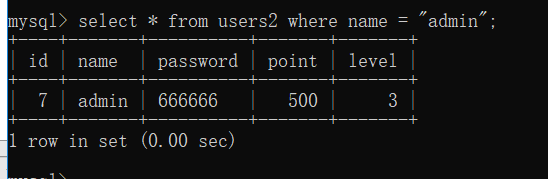 mysql> select * from users2 where name = "admin";
+----+-------+----------+-------+-------+
| id | name | password | point | level |
+----+-------+----------+-------+-------+
| 7 | admin | 666666 | 500 | 3 |
+----+-------+----------+-------+-------+
1 row in set (0.00 sec)